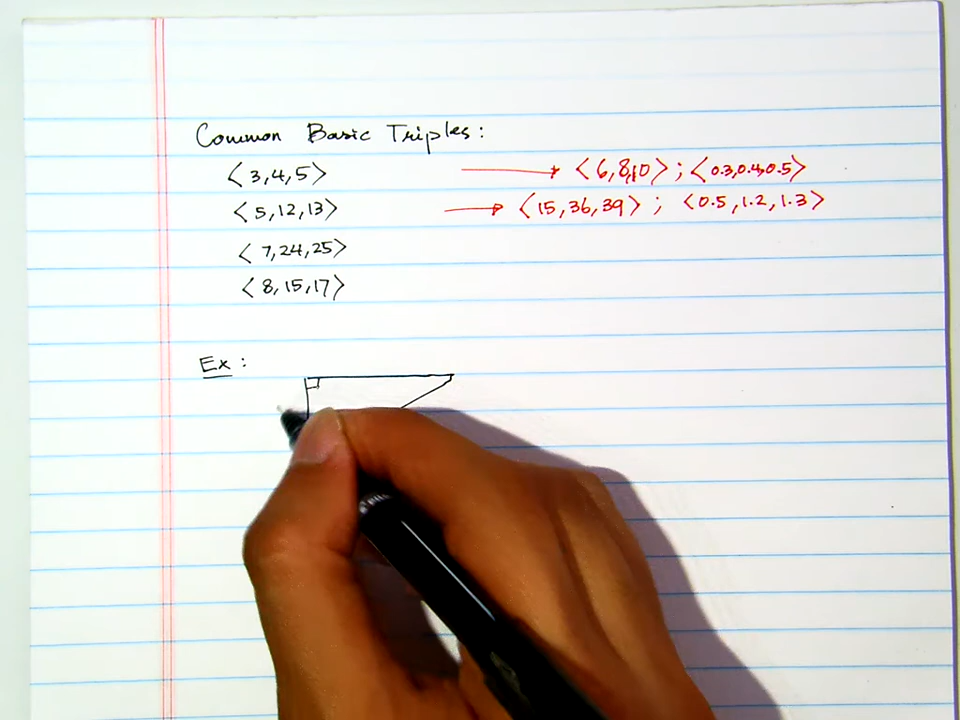 Common Basic Triples:
<3,4,5> → <6,8,10> ; <0.3,0.4,0.5>
<5,12,13> → <15,36,39> ; <0.5,1.2,1.3>
<7,24,25>
<8,15,17>
Ex: